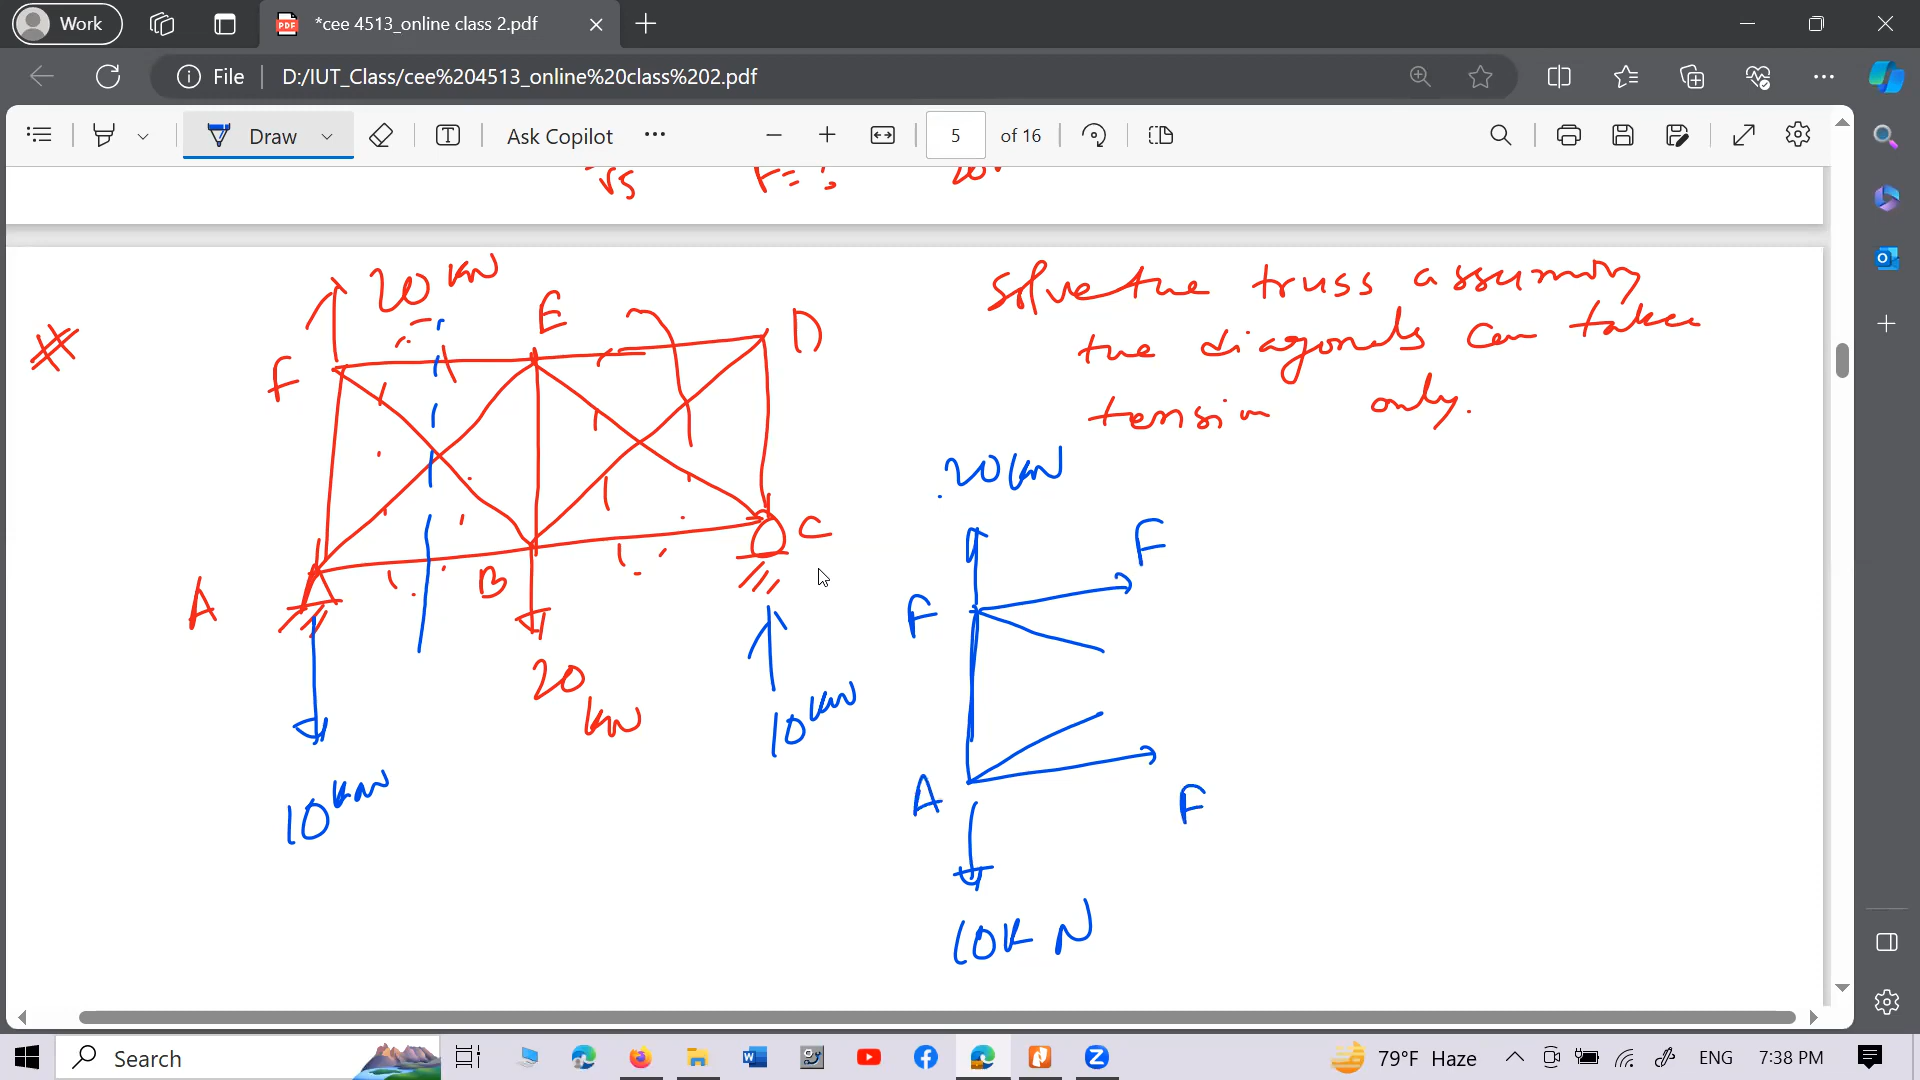 Work
*cee 4513_online class 2.pdf
File
D:/IUT_Class/cee%204513_online%20class%202.pdf
Draw
Ask Copilot
5 of 16
√5 F = ?
#
20 kN
F
E
D
A
B
C
20
kN
10 kN
10 kN
Solve the truss assuming
the diagonals can take
tension only.
20 kN
F
F
A
F
10 k N
Search
79°F Haze
ENG
7:38 PM